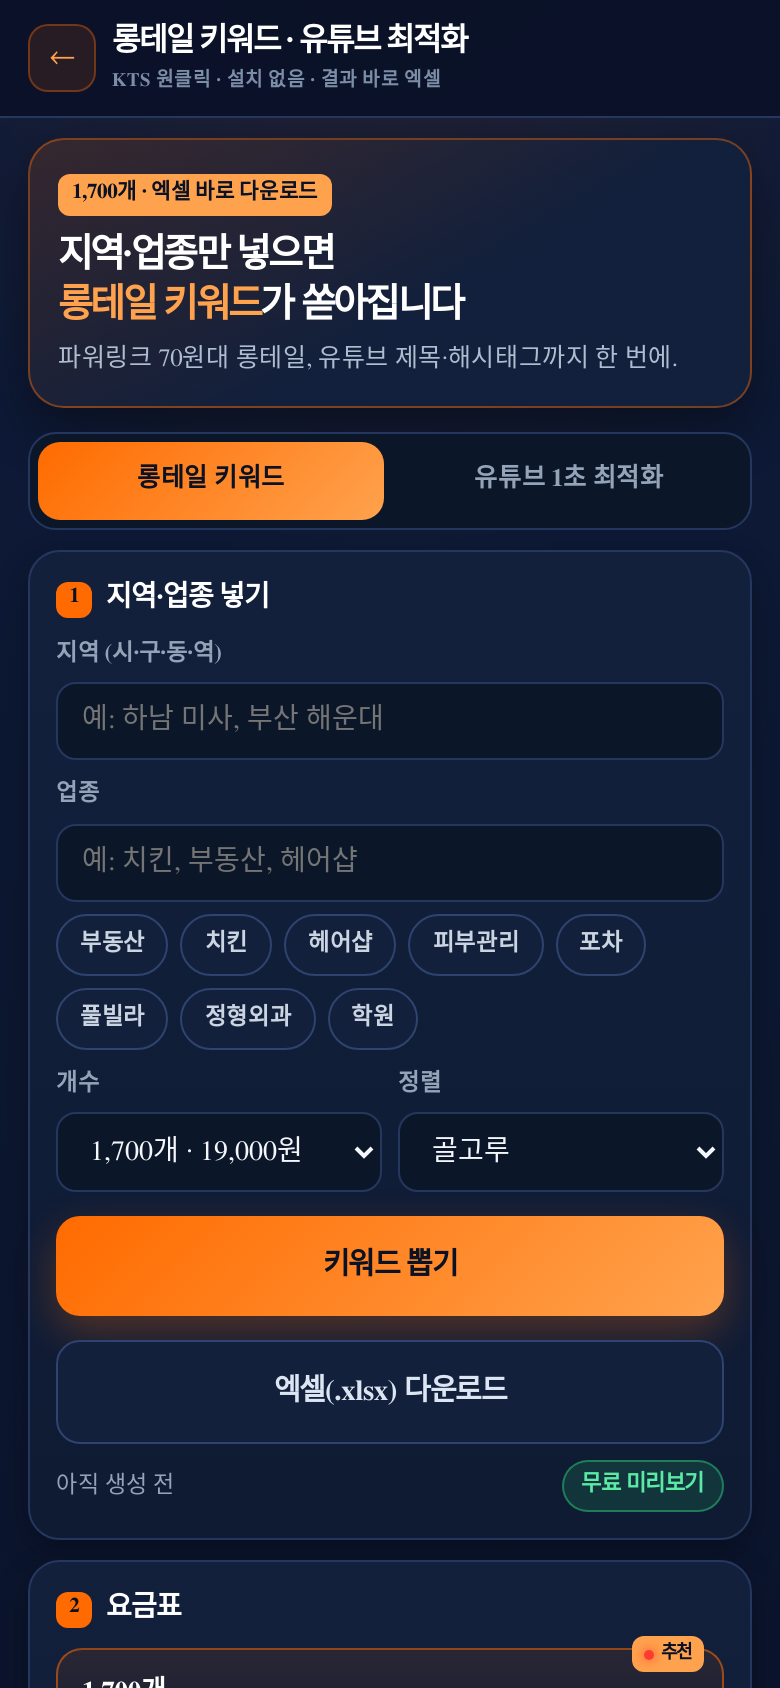 ←
롱테일 키워드 · 유튜브 최적화
KTS 원클릭 · 설치 없음 · 결과 바로 엑셀
1,700개 · 엑셀 바로 다운로드
지역·업종만 넣으면
롱테일 키워드가 쏟아집니다
파워링크 70원대 롱테일, 유튜브 제목·해시태그까지 한 번에.
롱테일 키워드 유튜브 1초 최적화
1 지역·업종 넣기
지역 (시·구·동·역)
예: 하남 미사, 부산 해운대
업종
예: 치킨, 부동산, 헤어샵
부동산 치킨 헤어샵 피부관리 포차
풀빌라 정형외과 학원
개수 정렬
1,700개 · 19,000원 골고루
키워드 뽑기
엑셀(.xlsx) 다운로드
아직 생성 전 무료 미리보기
2 요금표
추천
1,700개